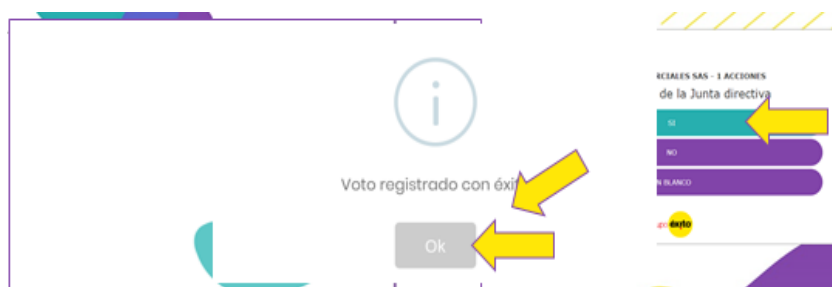 Voto registrado con éxi
Ok
RCIALES SAS - 1 ACCIONES
de la Junta directiva
SI
NO
N BLANCO
éxito